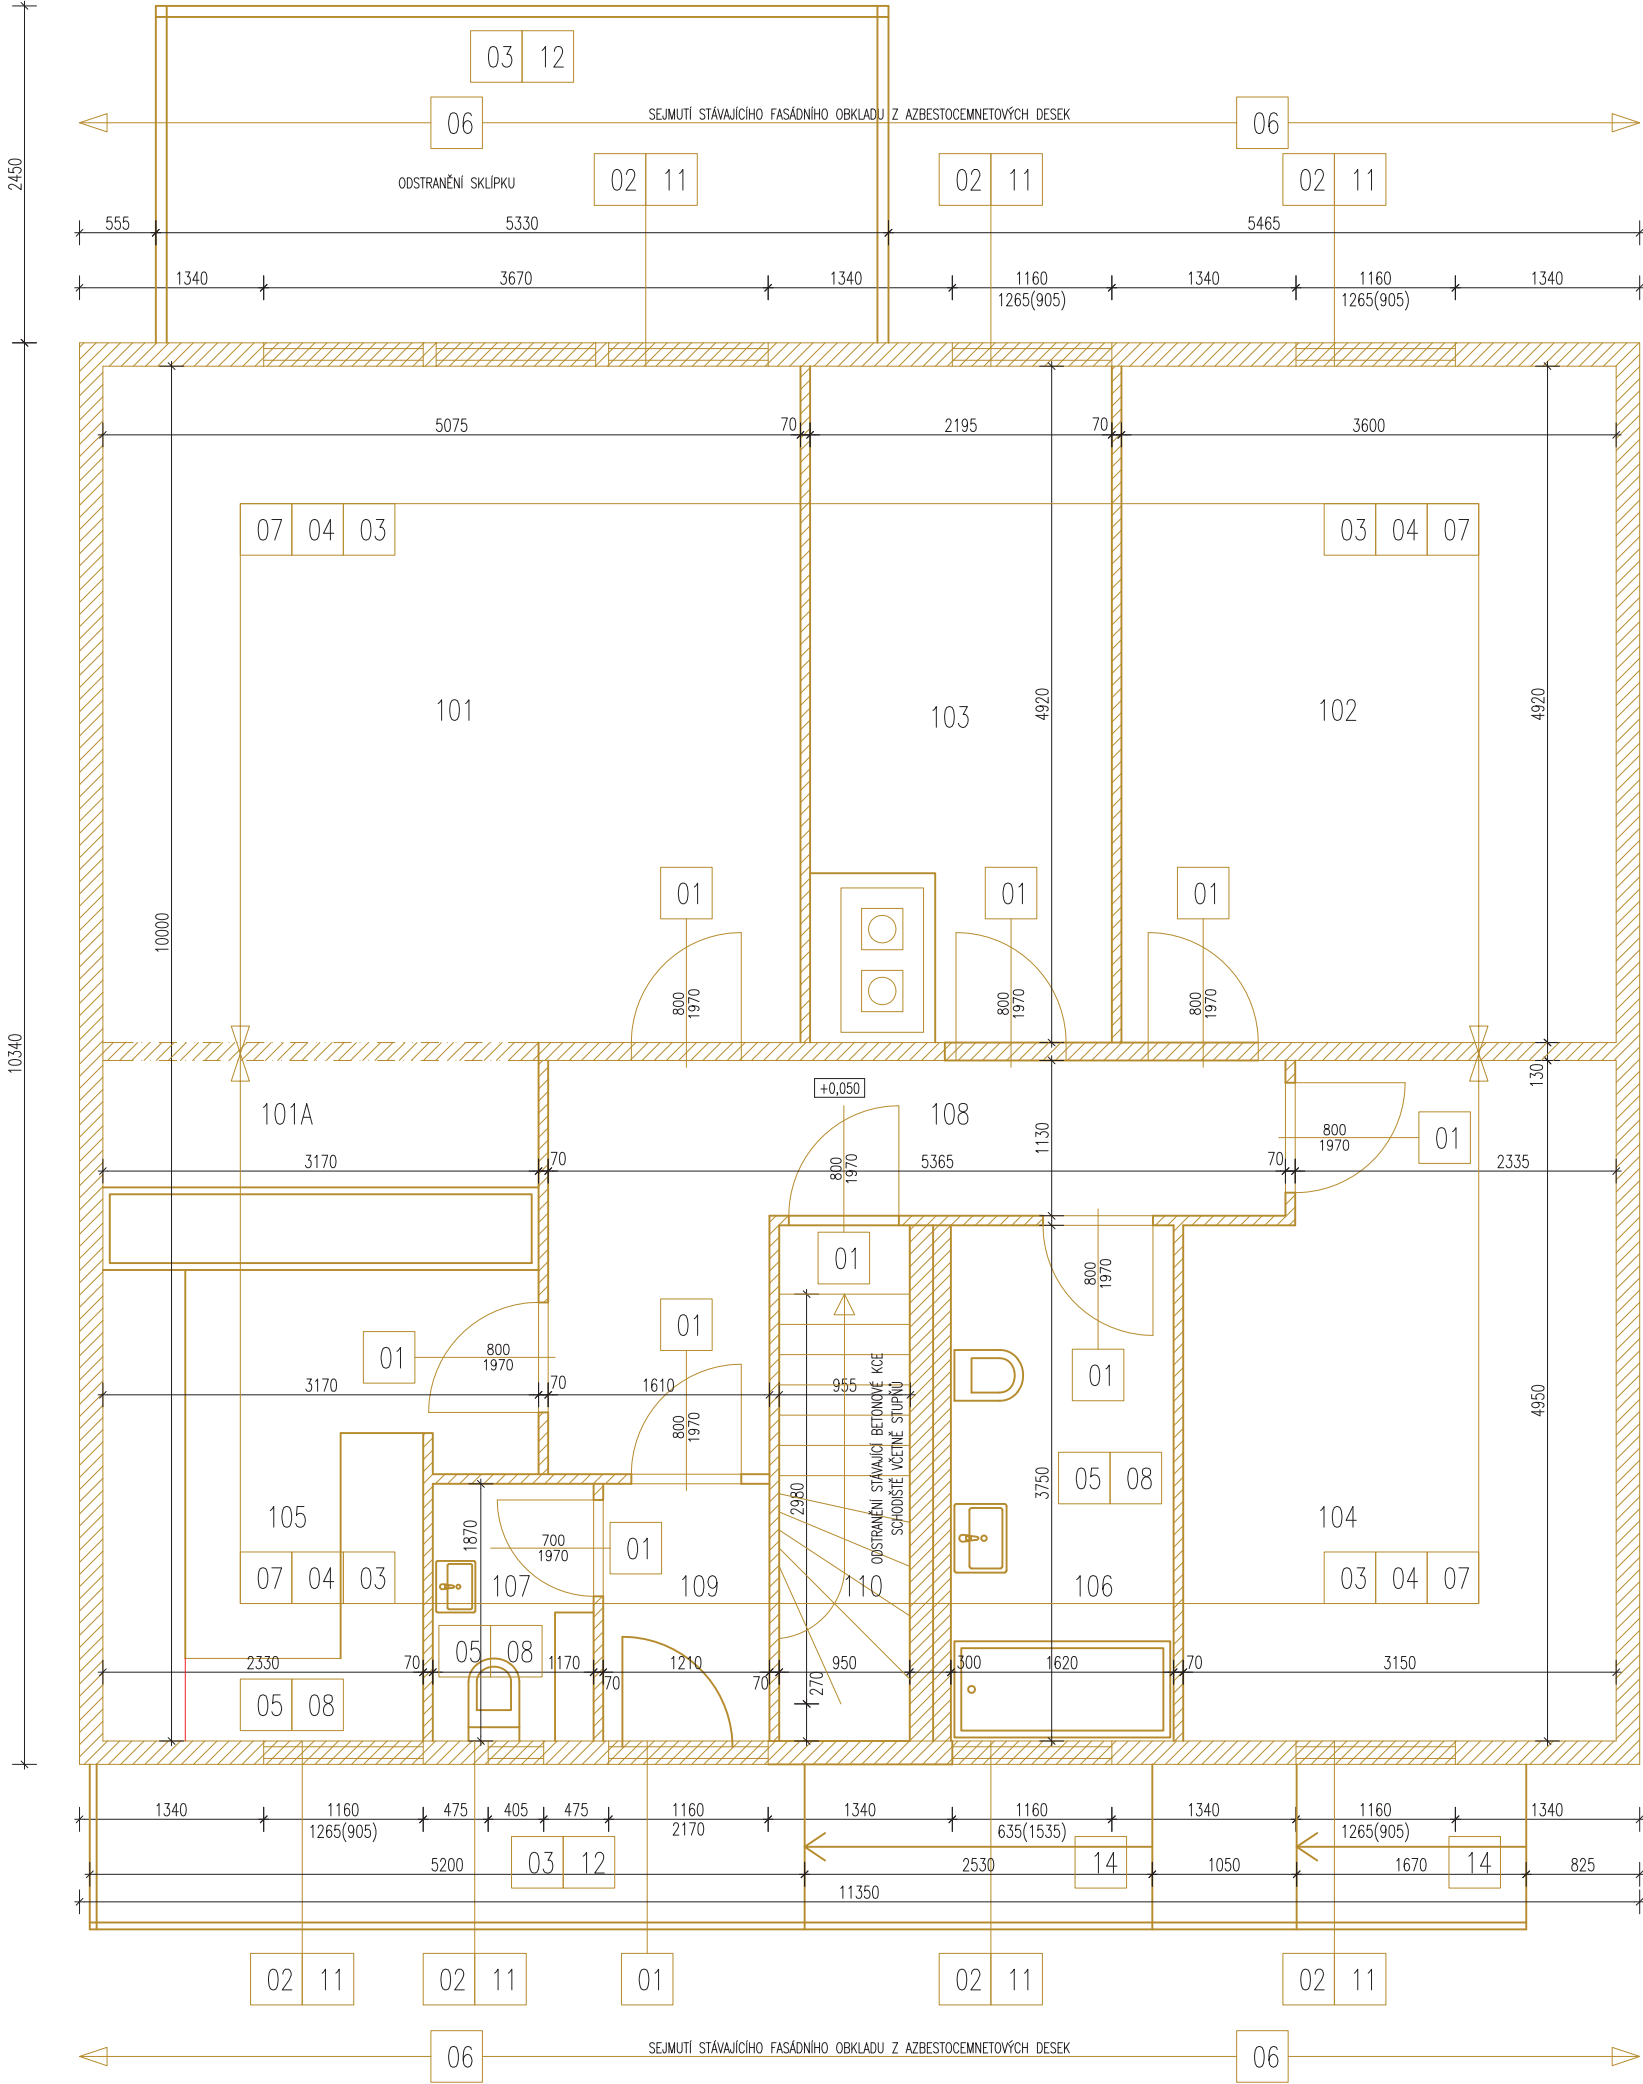 03 12
06 SEJMUTÍ STÁVAJÍCÍHO FASÁDNÍHO OBKLADU Z AZBESTOCEMNETOVÝCH DESEK 06
2450
ODSTRANĚNÍ SKLÍPKU
02 11 02 11 02 11
555 5330 5465
1340 3670 1340 1160 1340 1160 1340
1265(905) 1265(905)
5075 70 2195 70 3600
07 04 03 03 04 07
101 103 102
4920 4920
01 01 01
10000
800 800 800
1970 1970 1970
10340
130
101A +0,050 108
1130
800
1970
01
3170 70 5365 70 2335
800
1970
01
800
1970
01
01 800
1970
01
3170 70 1610 955
4950
800
1970
ODSTRANĚNÍ STÁVAJÍCÍ BETONOVÉ KCE
SCHODIŠTĚ VČETNĚ STUPŇŮ
05 08
2980
3750
105 104
1870
700
1970
01
07 04 03 107 109 110 106 03 04 07
05 08
2330 70 1170 70 1210 70 950 300 1620 70 3150
270
05 08
1340 1160 475 405 475 1160 1340 1160 1340 1160 1340
1265(905) 2170 635(1535) 1265(905)
5200 03 12 2530 14 1050 1670 14 825
11350
02 11 02 11 01 02 11 02 11
06 SEJMUTÍ STÁVAJÍCÍHO FASÁDNÍHO OBKLADU Z AZBESTOCEMNETOVÝCH DESEK 06